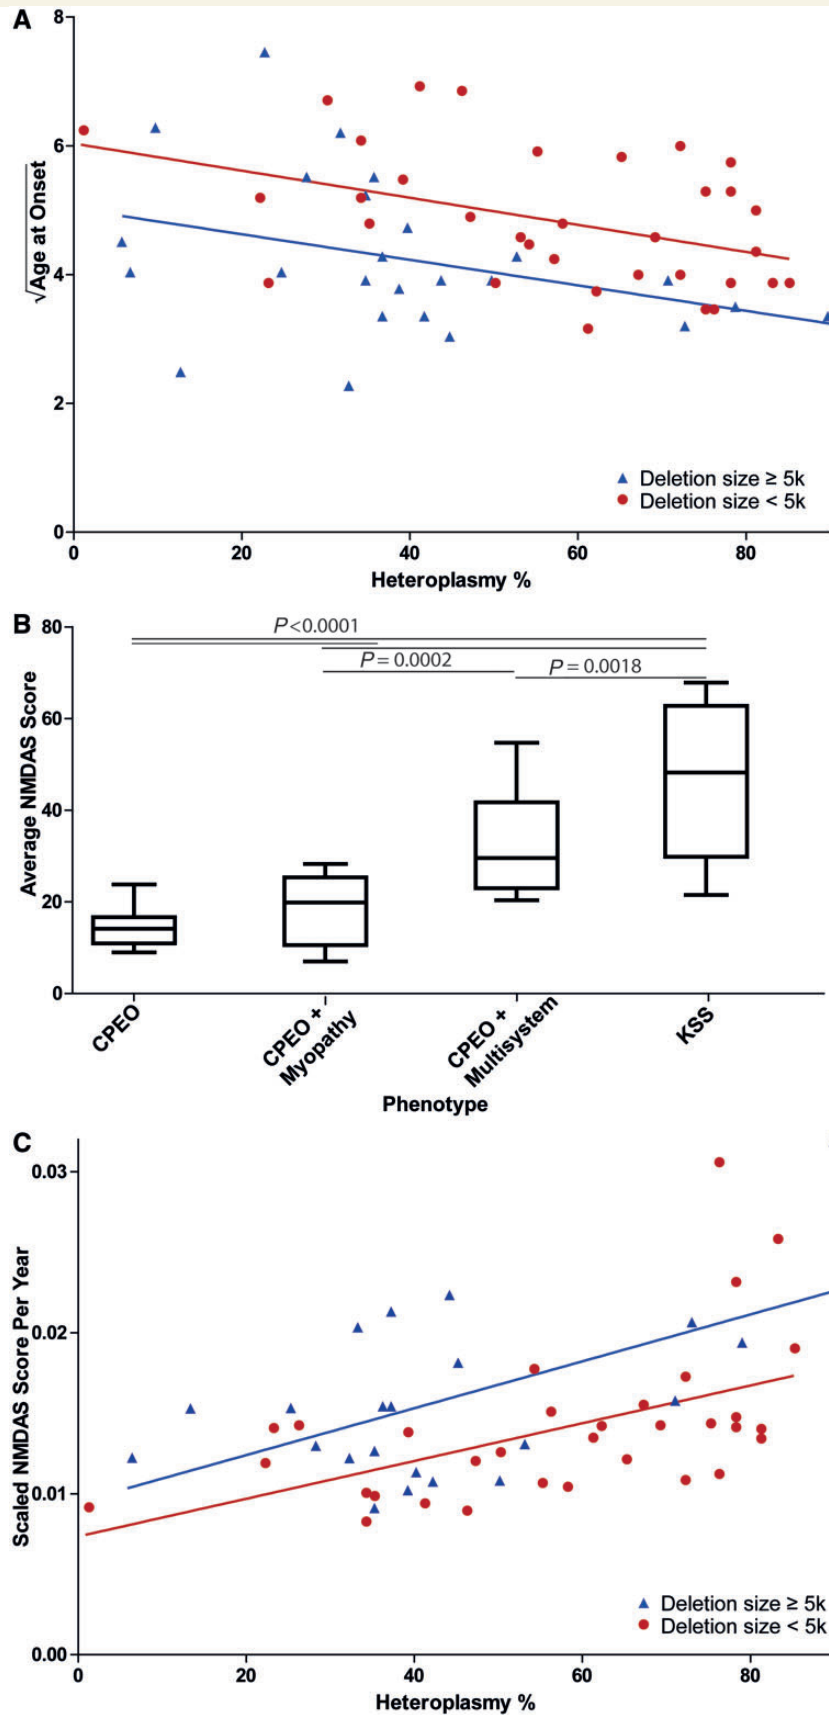 A
8
6
4
2
0
√Age at Onset
Deletion size ≥ 5k
Deletion size < 5k
0 20 40 60 80
Heteroplasmy %
B
80
60
40
20
0
Average NMDAS Score
P<0.0001
P = 0.0002
P = 0.0018
CPEO
CPEO +
Myopathy
CPEO +
Multisystem
KSS
Phenotype
C
0.03
0.02
0.01
0.00
Scaled NMDAS Score Per Year
Deletion size ≥ 5k
Deletion size < 5k
0 20 40 60 80
Heteroplasmy %